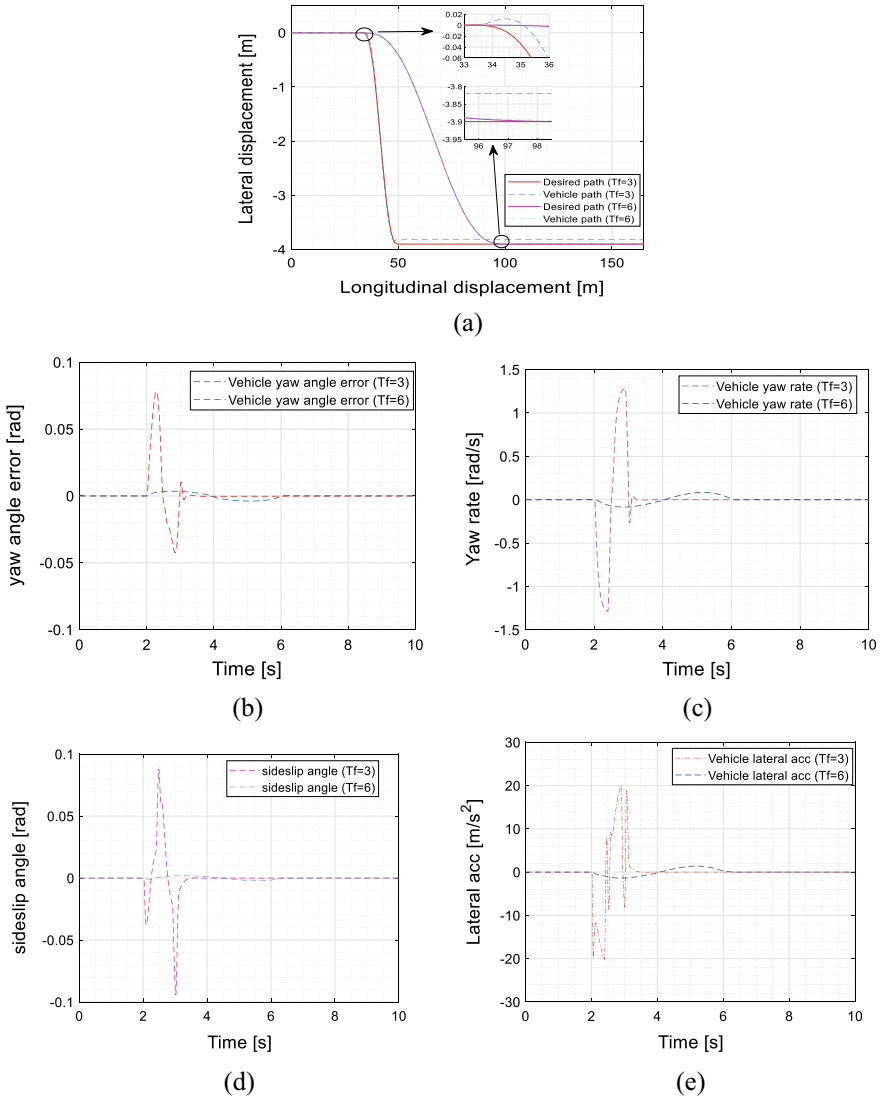 0.02
0
-0.02
-0.04
-0.06
33 34 35 36
-3.8
-3.85
-3.9
-3.95
96 97 98
Desired path (Tf=3)
Vehicle path (Tf=3)
Desired path (Tf=6)
Vehicle path (Tf=6)
0
-1
-2
-3
-4
0 50 100 150
Lateral displacement [m]
Longitudinal displacement [m]
(a)
0.1
0.05
0
-0.05
-0.1
0 2 4 6 8 10
Vehicle yaw angle error (Tf=3)
Vehicle yaw angle error (Tf=6)
yaw angle error [rad]
Time [s]
(b)
1.5
1
0.5
0
-0.5
-1
-1.5
0 2 4 6 8 10
Vehicle yaw rate (Tf=3)
Vehicle yaw rate (Tf=6)
Yaw rate [rad/s]
Time [s]
(c)
0.1
0.05
0
-0.05
-0.1
0 2 4 6 8 10
sideslip angle (Tf=3)
sideslip angle (Tf=6)
sideslip angle [rad]
Time [s]
(d)
30
20
10
0
-10
-20
-30
0 2 4 6 8 10
Vehicle lateral acc (Tf=3)
Vehicle lateral acc (Tf=6)
Lateral acc [m/s²]
Time [s]
(e)